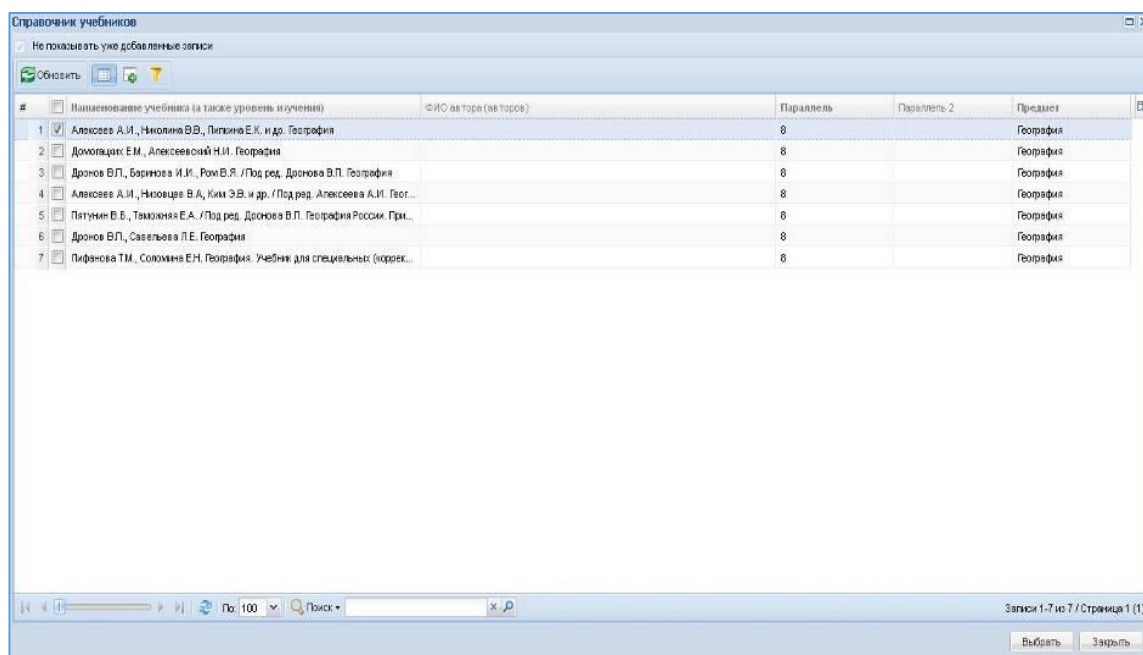 Справочник учебников
Не показывать уже добавленные записи
Обновить
# Наименование учебника (а также уровень изучения) ФИО автора (авторов) Параллель Параллель 2 Предмет
1 Алексеев А.И., Николина В.В., Липкина Е.К. и др. География 8 География
2 Домогацких Е.М., Алексеевский Н.И. География 8 География
3 Дронов В.П., Баринова И.И., Ром В.Я. /Под ред. Дронова В.П. География 8 География
4 Алексеев А.И., Низовцев В.А, Ким Э.В. и др. / Под ред. Алексеева А.И. Геог... 8 География
5 Пятунин В.Б., Таможняя Е.А. / Под ред. Дронова В.П. География России. При... 8 География
6 Дронов В.П., Савельева Л.Е. География 8 География
7 Лифанова Т.М., Соломина Е.Н. География. Учебник для специальных (коррек... 8 География
По: 100 Поиск Записи 1-7 из 7 / Страница 1 (1)
Выбрать Закрыть